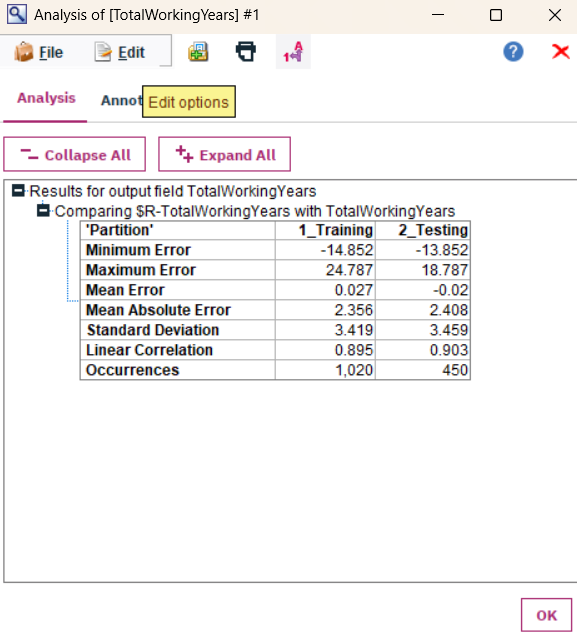 Analysis of [TotalWorkingYears] #1
File Edit
Analysis Annot
Edit options
Collapse All Expand All
Results for output field TotalWorkingYears
Comparing $R-TotalWorkingYears with TotalWorkingYears
'Partition' 1_Training 2_Testing
Minimum Error -14.852 -13.852
Maximum Error 24.787 18.787
Mean Error 0.027 -0.02
Mean Absolute Error 2.356 2.408
Standard Deviation 3.419 3.459
Linear Correlation 0.895 0.903
Occurrences 1,020 450
OK